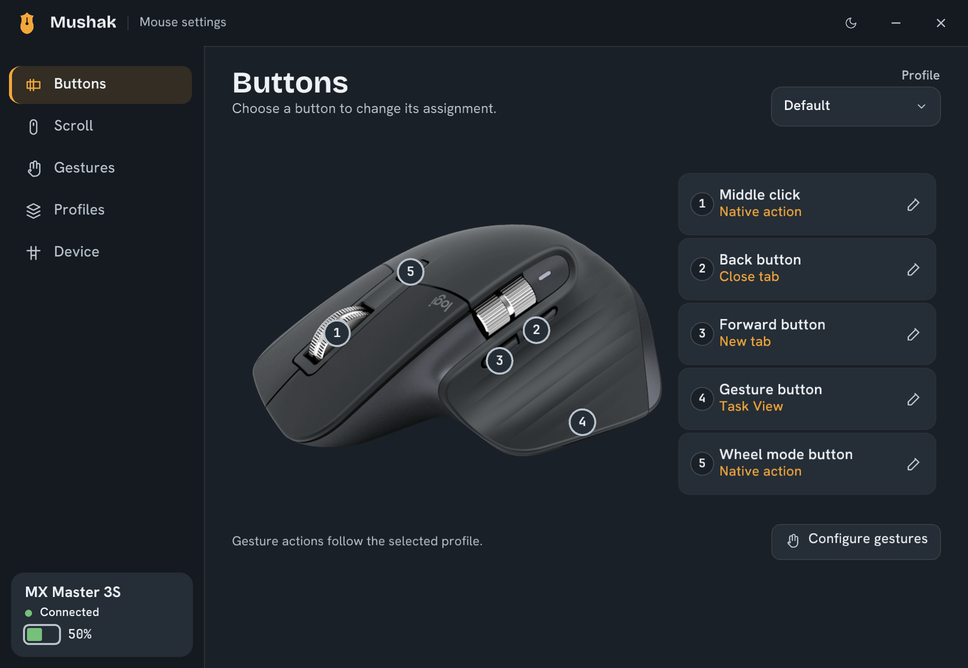 Mushak
Mouse settings
Buttons
Scroll
Gestures
Profiles
Device
MX Master 3S
Connected
50%
Buttons
Choose a button to change its assignment.
Profile
Default
5
1
2
3
4
logi
1
Middle click
Native action
2
Back button
Close tab
3
Forward button
New tab
4
Gesture button
Task View
5
Wheel mode button
Native action
Gesture actions follow the selected profile.
Configure gestures